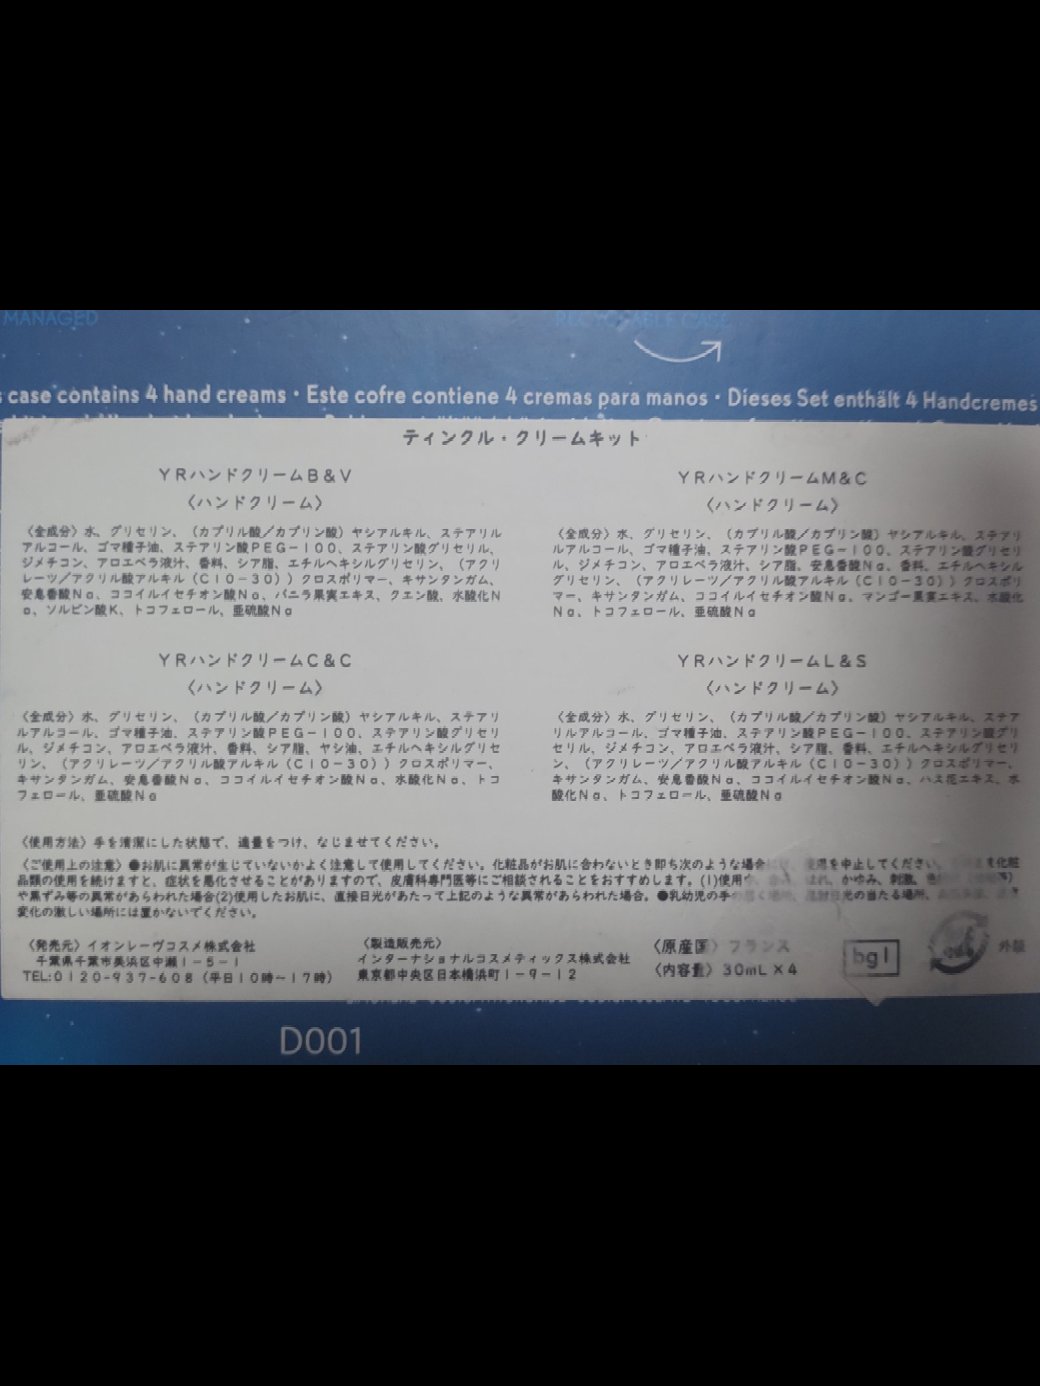 MANAGED
RECYCLABLE CASE
s case contains 4 hand creams • Este cofre contiene 4 cremas para manos • Dieses Set enthält 4 Handcremes
ティンクル・クリームキット
YRハンドクリームB&V
〈ハンドクリーム〉
〈全成分〉水、グリセリン、（カプリル酸／カプリン酸）ヤシアルキル、ステアリル
アルコール、ゴマ種子油、ステアリン酸PEG-100、ステアリン酸グリセリル、
ジメチコン、アロエベラ液汁、香料、シア脂、エチルヘキシルグリセリン、（アクリ
レーツ／アクリル酸アルキル（C10-30））クロスポリマー、キサンタンガム、
安息香酸Na、ココイルイセチオン酸Na、バニラ果実エキス、クエン酸、水酸化N
a、ソルビン酸K、トコフェロール、亜硫酸Na
YRハンドクリームM&C
〈ハンドクリーム〉
〈全成分〉水、グリセリン、（カプリル酸／カプリン酸）ヤシアルキル、ステアリ
ルアルコール、ゴマ種子油、ステアリン酸PEG-100、ステアリン酸グリセリ
ル、ジメチコン、アロエベラ液汁、シア脂、安息香酸Na、香料、エチルヘキシル
グリセリン、（アクリレーツ／アクリル酸アルキル（C10-30））クロスポリ
マー、キサンタンガム、ココイルイセチオン酸Na、マンゴー果実エキス、水酸化
Na、トコフェロール、亜硫酸Na
YRハンドクリームC&C
〈ハンドクリーム〉
〈全成分〉水、グリセリン、（カプリル酸／カプリン酸）ヤシアルキル、ステアリ
ルアルコール、ゴマ種子油、ステアリン酸PEG-100、ステアリン酸グリセリ
ル、ジメチコン、アロエベラ液汁、香料、シア脂、ヤシ油、エチルヘキシルグリセ
リン、（アクリレーツ／アクリル酸アルキル（C10-30））クロスポリマー、
キサンタンガム、安息香酸Na、ココイルイセチオン酸Na、水酸化Na、トコ
フェロール、亜硫酸Na
YRハンドクリームL&S
〈ハンドクリーム〉
〈全成分〉水、グリセリン、（カプリル酸／カプリン酸）ヤシアルキル、ステア
リルアルコール、ゴマ種子油、ステアリン酸PEG-100、ステアリン酸グリ
セリル、ジメチコン、アロエベラ液汁、シア脂、香料、エチルヘキシルグリセリ
ン、（アクリレーツ／アクリル酸アルキル（C10-30））クロスポリマー、
キサンタンガム、安息香酸Na、ココイルイセチオン酸Na、ハス花エキス、水
酸化Na、トコフェロール、亜硫酸Na
〈使用方法〉手を清潔にした状態で、適量をつけ、なじませてください。
〈ご使用上の注意〉●お肌に異常が生じていないかよく注意して使用してください。化粧品がお肌に合わないとき即ち次のような場合 使用を中止してください。 化粧
品類の使用を続けますと、症状を悪化させることがありますので、皮膚科専門医等にご相談されることをおすすめします。(1)使用 はれ、かゆみ、刺激、
や黒ずみ等の異常があらわれた場合(2)使用したお肌に、直接日光があたって上記のような異常があらわれた場合。●乳幼児の手の 場所、 の当たる場所、
変化の激しい場所には置かないでください。
〈発売元〉イオンレーヴコスメ株式会社
千葉県千葉市美浜区中瀬1-5-1
TEL:0120-937-608（平日10時～17時）
〈製造販売元〉
インターナショナルコスメティックス株式会社
東京都中央区日本橋浜町1-9-12
〈原産国〉フランス
〈内容量〉30mL×4
bgl
外装
D001